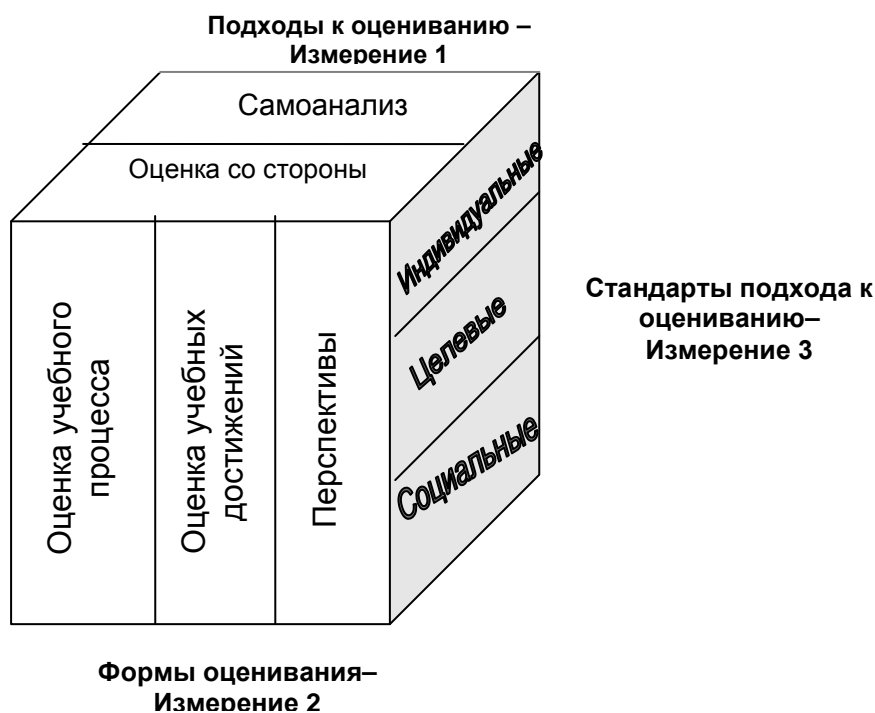 Подходы к оцениванию –
Измерение 1
Самоанализ
Оценка со стороны
Оценка учебного
процесса
Оценка учебных
достижений
Перспективы
Индивидуальные
Целевые
Социальные
Стандарты подхода к
оцениванию–
Измерение 3
Формы оценивания–
Измерение 2